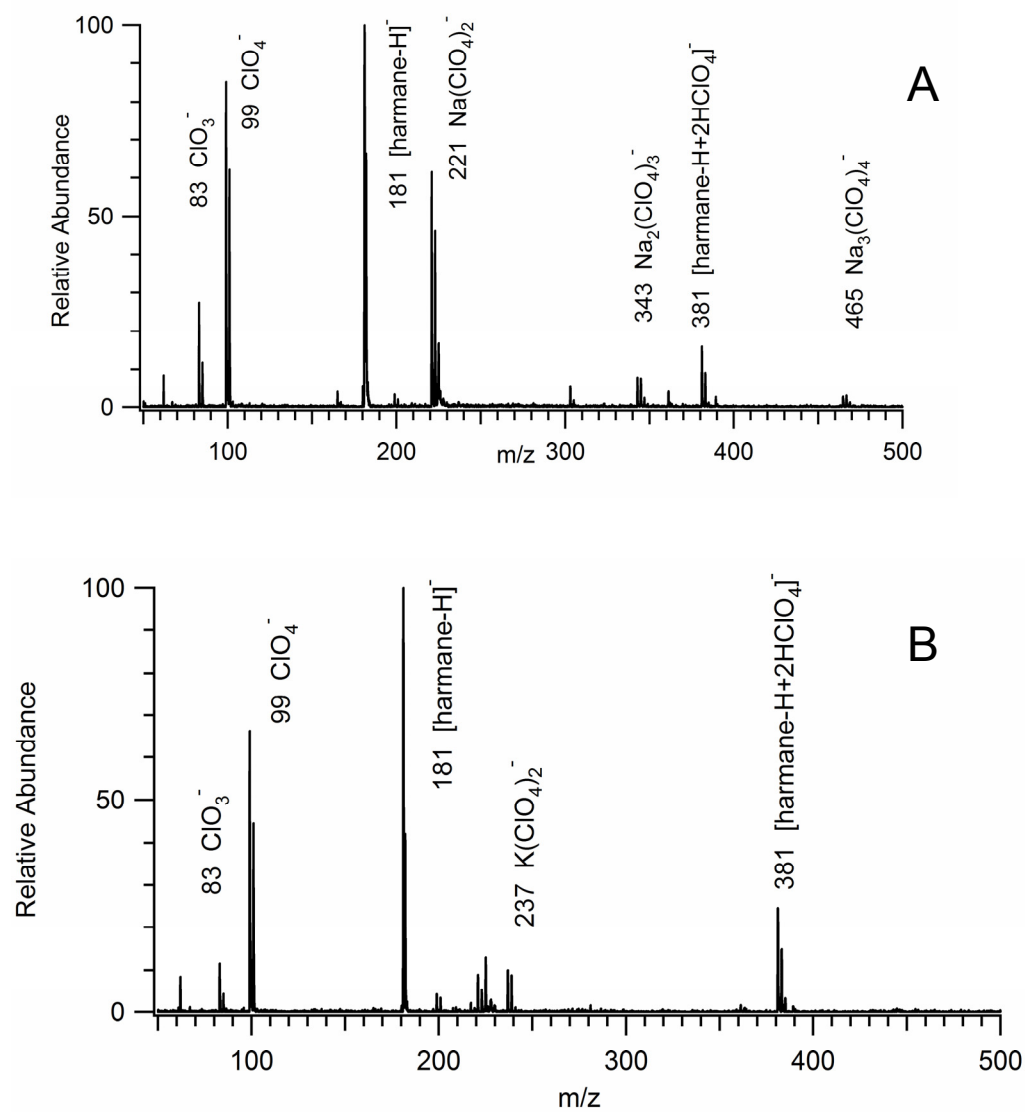 A
Relative Abundance
100
50
0
83 ClO₃⁻
99 ClO₄⁻
181 [harmane-H]⁻
221 Na(ClO₄)₂⁻
343 Na₂(ClO₄)₃⁻
381 [harmane-H+2HClO₄]⁻
465 Na₃(ClO₄)₄⁻
100 200 300 400 500
m/z
B
Relative Abundance
100
50
0
83 ClO₃⁻
99 ClO₄⁻
181 [harmane-H]⁻
237 K(ClO₄)₂⁻
381 [harmane-H+2HClO₄]⁻
100 200 300 400 500
m/z